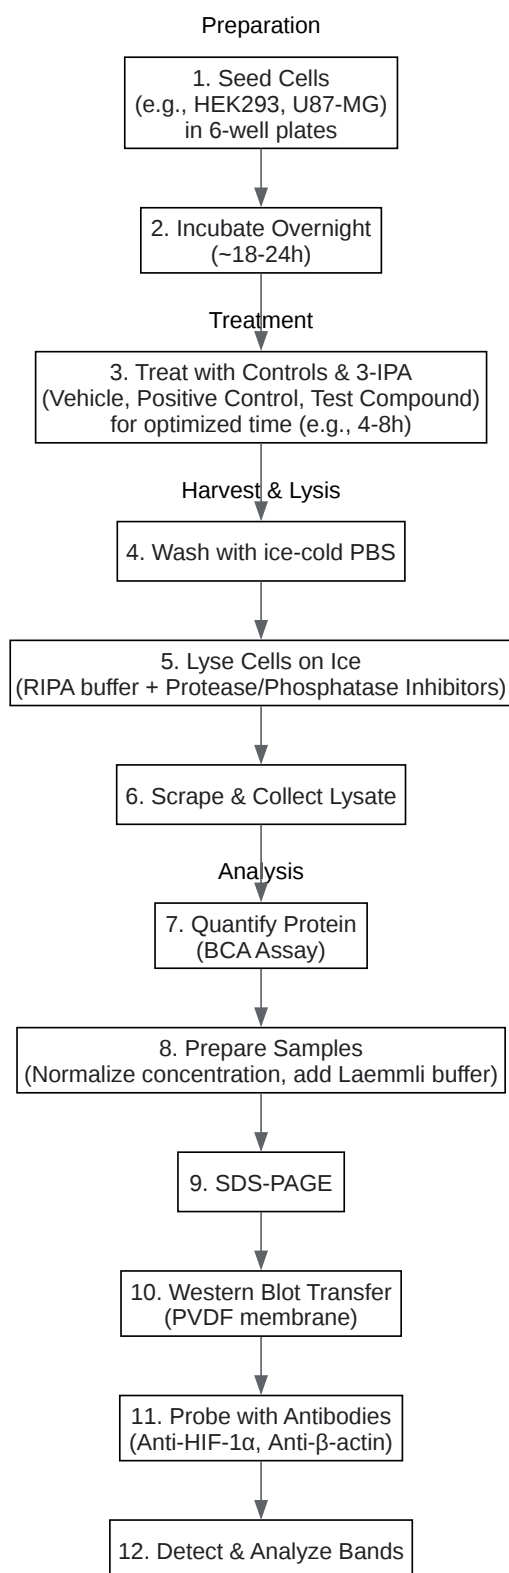 Preparation
1. Seed Cells
(e.g., HEK293, U87-MG)
in 6-well plates
2. Incubate Overnight
(~18-24h)
Treatment
3. Treat with Controls & 3-IPA
(Vehicle, Positive Control, Test Compound)
for optimized time (e.g., 4-8h)
Harvest & Lysis
4. Wash with ice-cold PBS
5. Lyse Cells on Ice
(RIPA buffer + Protease/Phosphatase Inhibitors)
6. Scrape & Collect Lysate
Analysis
7. Quantify Protein
(BCA Assay)
8. Prepare Samples
(Normalize concentration, add Laemmli buffer)
9. SDS-PAGE
10. Western Blot Transfer
(PVDF membrane)
11. Probe with Antibodies
(Anti-HIF-1α, Anti-β-actin)
12. Detect & Analyze Bands